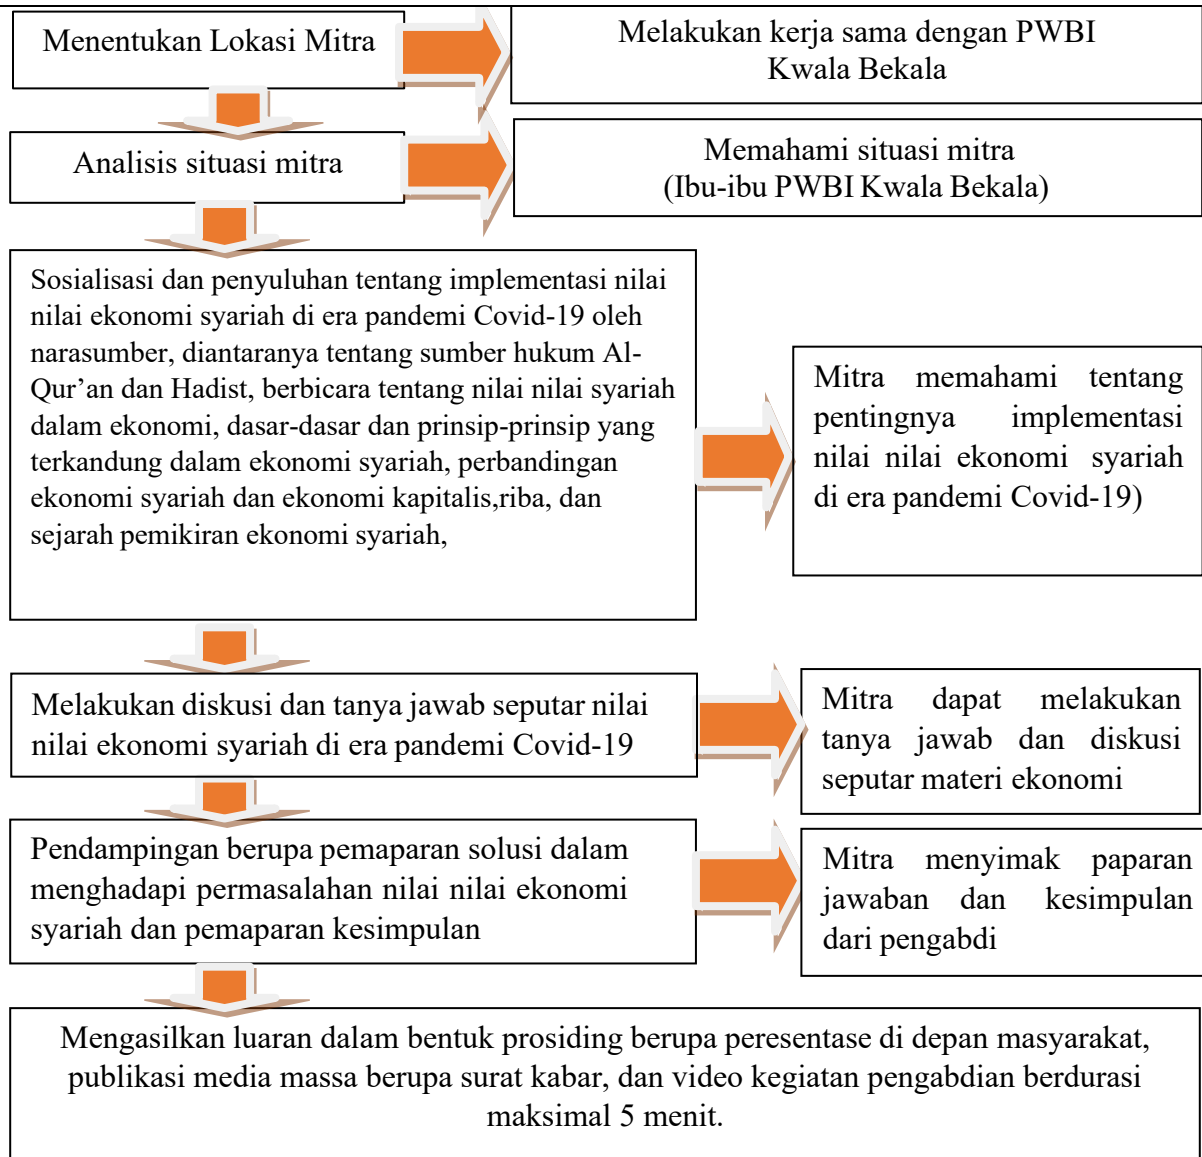 Menentukan Lokasi Mitra
Melakukan kerja sama dengan PWBI
Kwala Bekala
Analisis situasi mitra
Memahami situasi mitra
(Ibu-ibu PWBI Kwala Bekala)
Sosialisasi dan penyuluhan tentang implementasi nilai
nilai ekonomi syariah di era pandemi Covid-19 oleh
narasumber, diantaranya tentang sumber hukum Al-
Qur’an dan Hadist, berbicara tentang nilai nilai syariah
dalam ekonomi, dasar-dasar dan prinsip-prinsip yang
terkandung dalam ekonomi syariah, perbandingan
ekonomi syariah dan ekonomi kapitalis,riba, dan
sejarah pemikiran ekonomi syariah,
Mitra memahami tentang
pentingnya implementasi
nilai nilai ekonomi syariah
di era pandemi Covid-19)
Melakukan diskusi dan tanya jawab seputar nilai
nilai ekonomi syariah di era pandemi Covid-19
Mitra dapat melakukan
tanya jawab dan diskusi
seputar materi ekonomi
Pendampingan berupa pemaparan solusi dalam
menghadapi permasalahan nilai nilai ekonomi
syariah dan pemaparan kesimpulan
Mitra menyimak paparan
jawaban dan kesimpulan
dari pengabdi
Mengasilkan luaran dalam bentuk prosiding berupa peresentase di depan masyarakat,
publikasi media massa berupa surat kabar, dan video kegiatan pengabdian berdurasi
maksimal 5 menit.